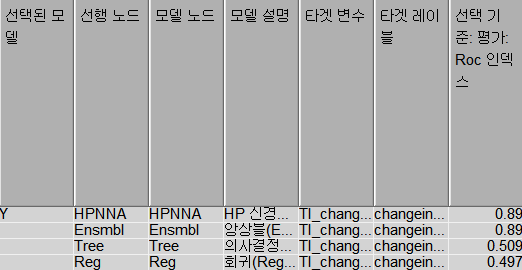 선택된 모델 선행 노드 모델 노드 모델 설명 타겟 변수 타겟 레이블 선택 기준: 평가: Roc 인덱스
Y HPNNA HPNNA HP 신경... TI_chang... changein... 0.89
Ensmbl Ensmbl 앙상블(E... TI_chang... changein... 0.89
Tree Tree 의사결정... TI_chang... changein... 0.509
Reg Reg 회귀(Reg... TI_chang... changein... 0.497